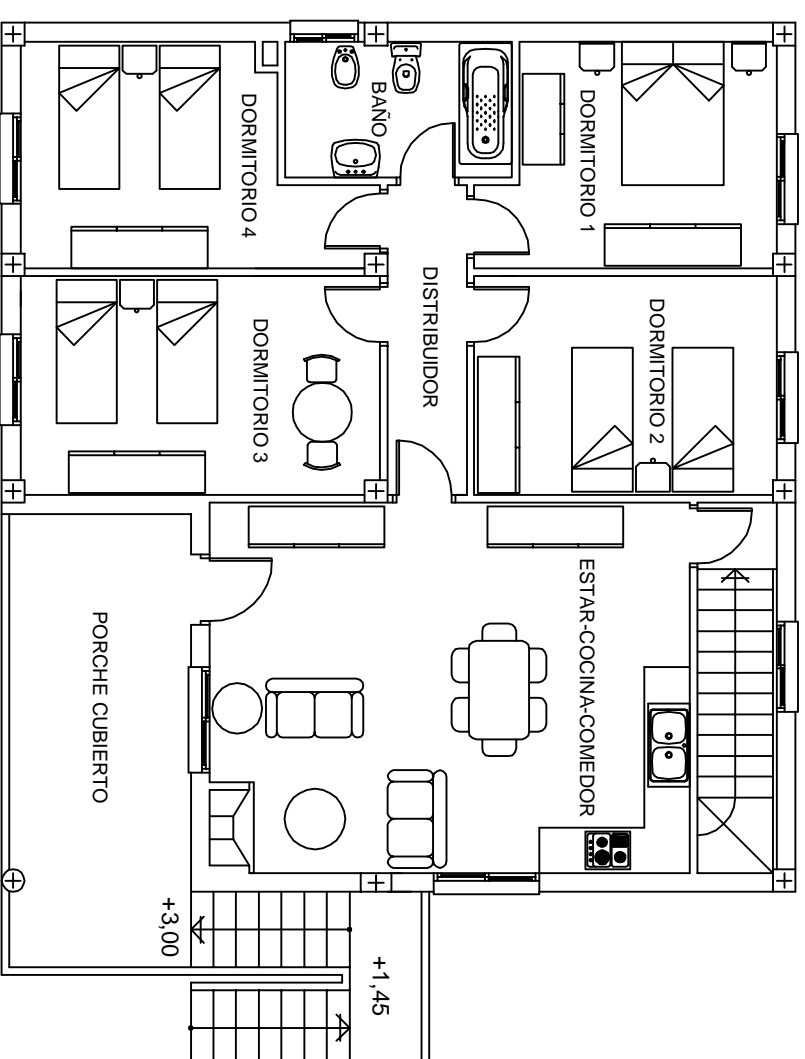 DORMITORIO 1
BAÑO
DORMITORIO 4
DISTRIBUIDOR
DORMITORIO 2
DORMITORIO 3
ESTAR-COCINA-COMEDOR
PORCHE CUBIERTO
+3,00
+1,45